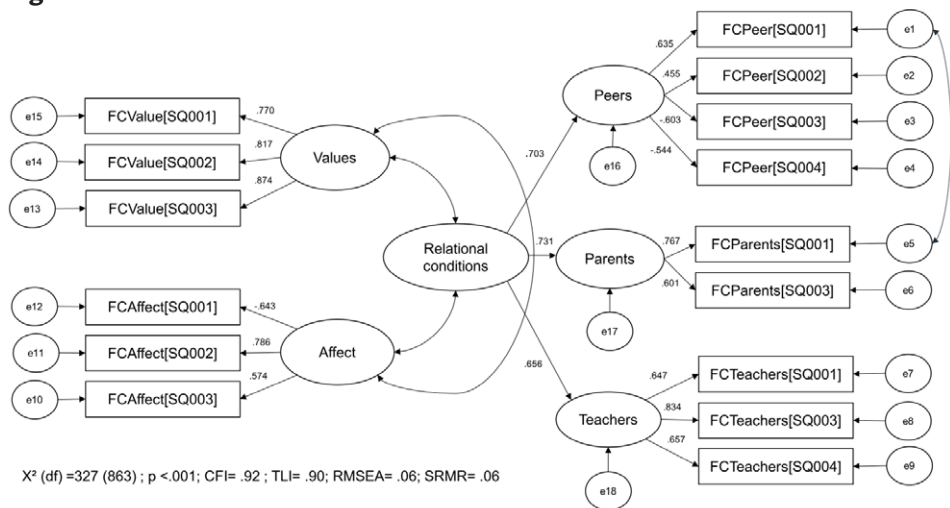 e15
FCValue[SQ001]
.770
e14
FCValue[SQ002]
.817
e13
FCValue[SQ003]
.874
Values
e12
FCAffect[SQ001]
-.643
e11
FCAffect[SQ002]
.786
e10
FCAffect[SQ003]
.574
Affect
Relational
conditions
.703
.731
.656
Peers
e16
.635
FCPeer[SQ001]
e1
.455
FCPeer[SQ002]
e2
-.603
FCPeer[SQ003]
e3
-.544
FCPeer[SQ004]
e4
Parents
e17
.767
FCParents[SQ001]
e5
.601
FCParents[SQ003]
e6
Teachers
e18
.647
FCTeachers[SQ001]
e7
.834
FCTeachers[SQ003]
e8
.657
FCTeachers[SQ004]
e9
X² (df) =327 (863) ; p <.001; CFI= .92 ; TLI= .90; RMSEA= .06; SRMR= .06